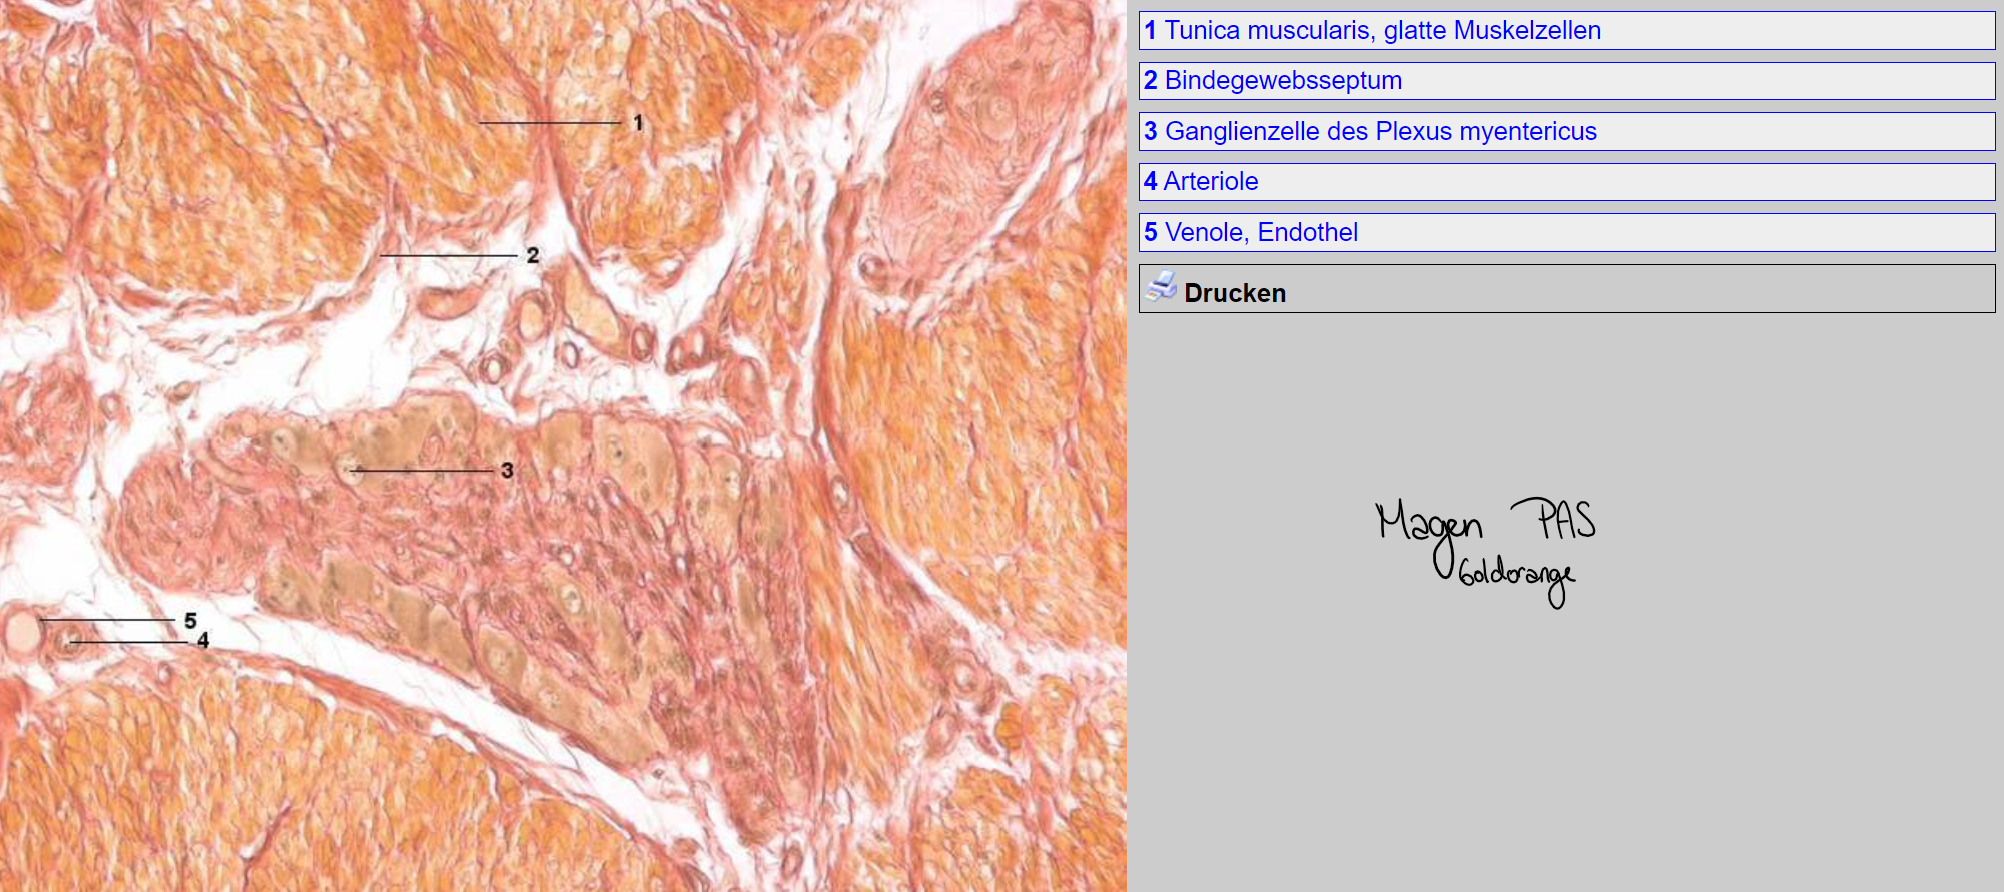 1
2
3
5
4
1 Tunica muscularis, glatte Muskelzellen
2 Bindegewebsseptum
3 Ganglienzelle des Plexus myentericus
4 Arteriole
5 Venole, Endothel
Drucken
Magen PAS
Goldorange